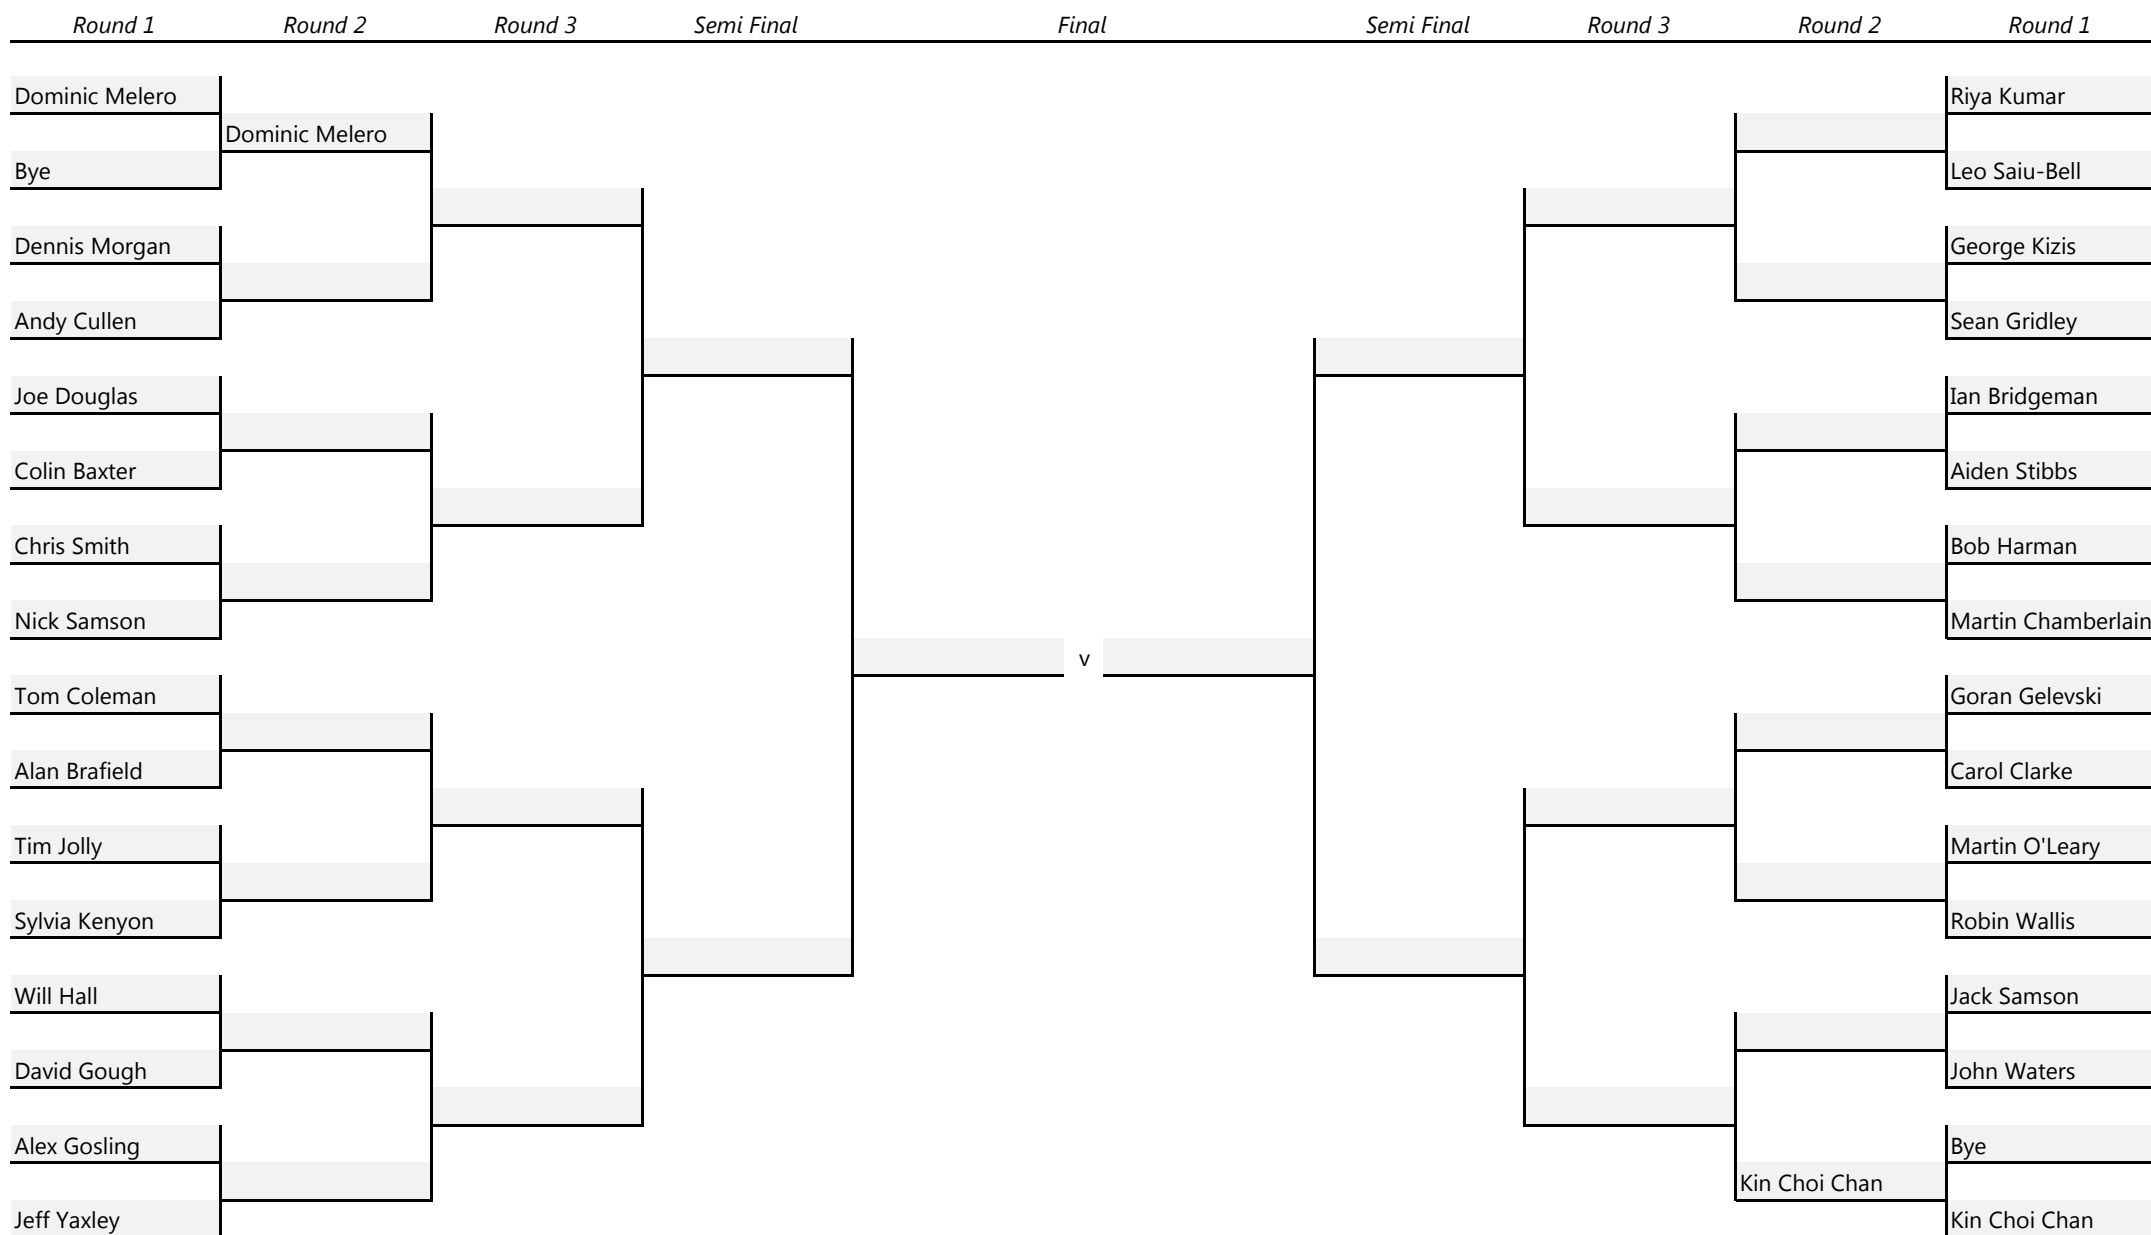 Round 1 Round 2 Round 3 Semi Final Final Semi Final Round 3 Round 2 Round 1
Dominic Melero Riya Kumar
Dominic Melero
Bye Leo Saiu-Bell
Dennis Morgan George Kizis
Andy Cullen Sean Gridley
Joe Douglas Ian Bridgeman
Colin Baxter Aiden Stibbs
Chris Smith Bob Harman
Nick Samson Martin Chamberlain
v
Tom Coleman Goran Gelevski
Alan Brafield Carol Clarke
Tim Jolly Martin O'Leary
Sylvia Kenyon Robin Wallis
Will Hall Jack Samson
David Gough John Waters
Alex Gosling Bye
Kin Choi Chan
Jeff Yaxley Kin Choi Chan